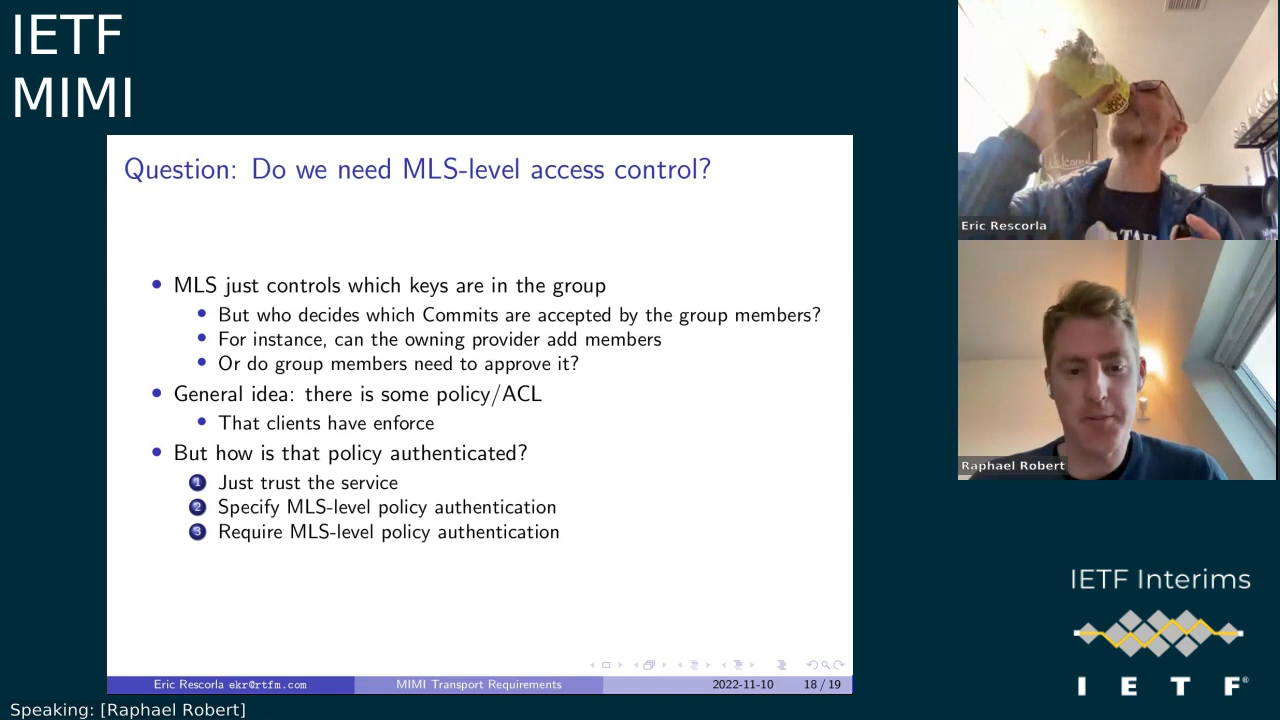 IETF
MIMI
Question: Do we need MLS-level access control?
MLS just controls which keys are in the group
But who decides which Commits are accepted by the group members?
For instance, can the owning provider add members
Or do group members need to approve it?
General idea: there is some policy/ACL
That clients have enforce
But how is that policy authenticated?
1 Just trust the service
2 Specify MLS-level policy authentication
3 Require MLS-level policy authentication
Eric Rescorla ekr@rtfm.com
MIMI Transport Requirements
2022-11-10
18 / 19
Welcome
Eric Rescorla
Raphael Robert
IETF Interims
I E T F®
Speaking: [Raphael Robert]